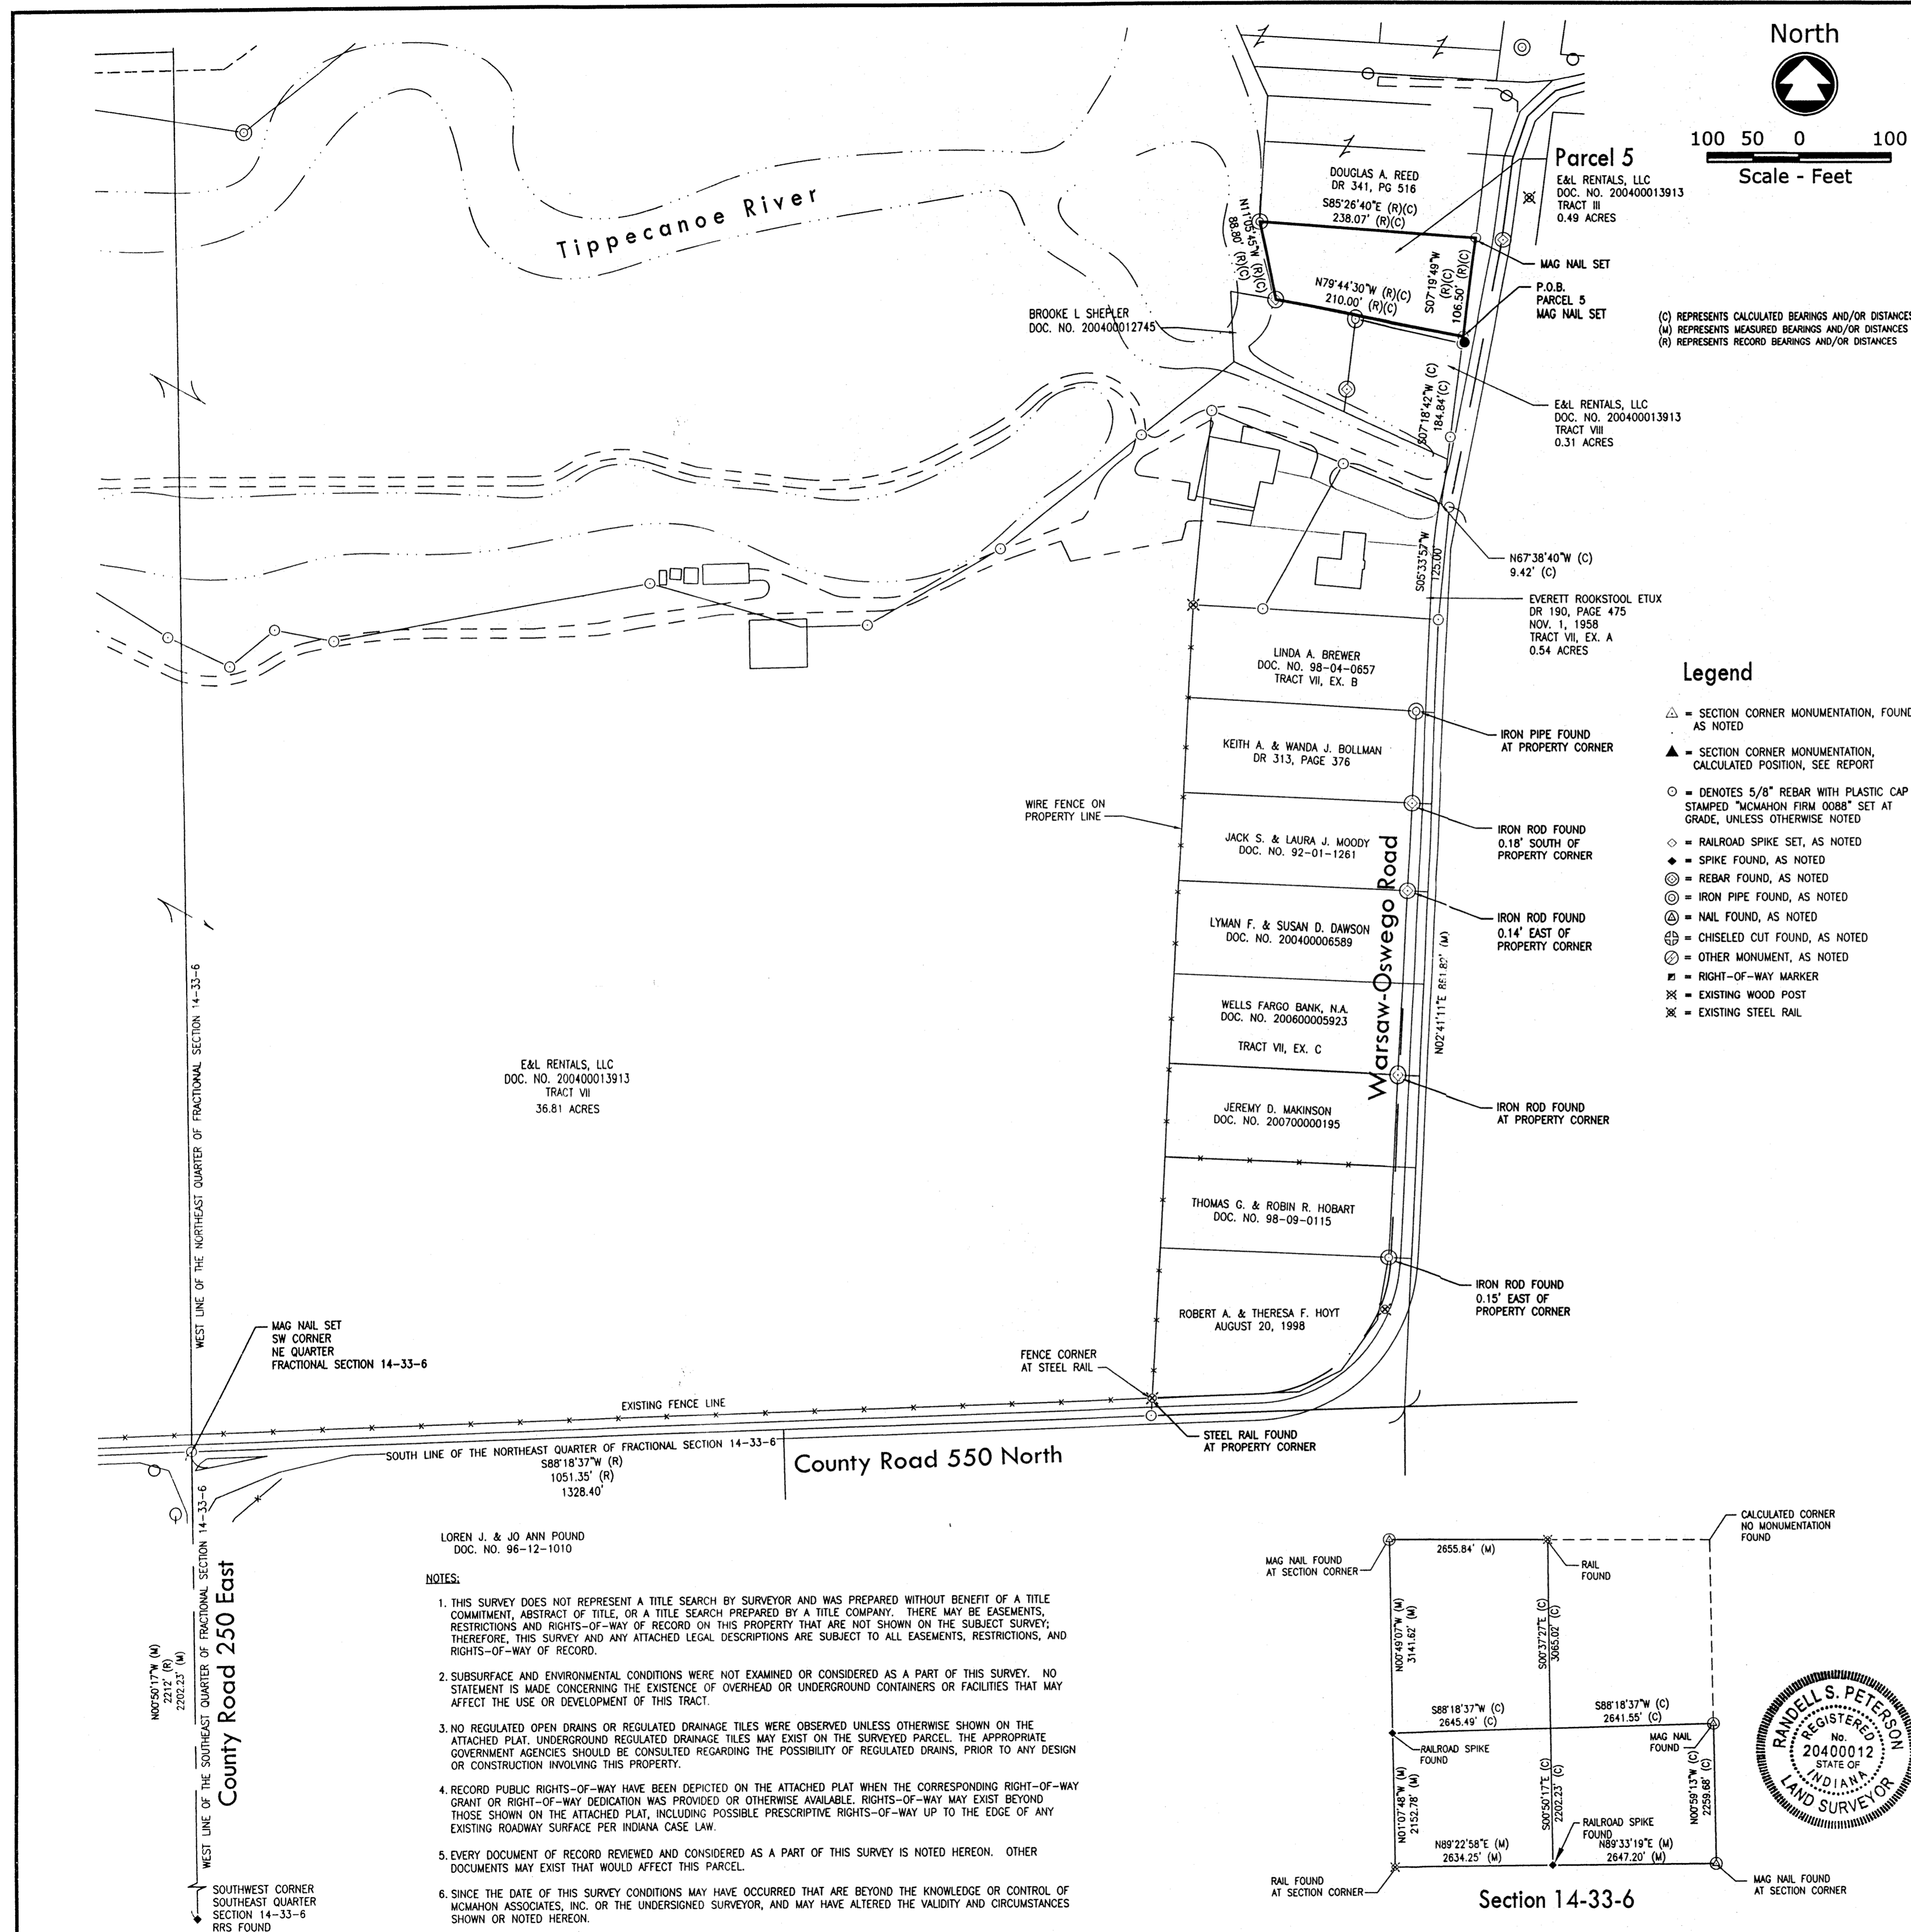 North
100 50 0 100
Scale - Feet
Tippecanoe River
DOUGLAS A. REED
DR 341, PG 516
S85°26'40"E (R)(C)
238.07' (R)(C)
Parcel 5
E&L RENTALS, LLC
DOC. NO. 200400013913
TRACT III
0.49 ACRES
N11°05'45"W (R)(C)
88.80' (R)(C)
N79°44'30"W (R)(C)
210.00' (R)(C)
S07°19'49"W
(R)(C)
106.50' (R)(C)
MAG NAIL SET
P.O.B.
PARCEL 5
MAG NAIL SET
BROOKE L SHEPLER
DOC. NO. 200400012745
(C) REPRESENTS CALCULATED BEARINGS AND/OR DISTANCES
(M) REPRESENTS MEASURED BEARINGS AND/OR DISTANCES
(R) REPRESENTS RECORD BEARINGS AND/OR DISTANCES
S07°18'42"W (C)
184.84'(C)
E&L RENTALS, LLC
DOC. NO. 200400013913
TRACT VIII
0.31 ACRES
N67°38'40"W (C)
9.42' (C)
S05°33'57"W
125.00'
EVERETT ROOKSTOOL ETUX
DR 190, PAGE 475
NOV. 1, 1958
TRACT VII, EX. A
0.54 ACRES
LINDA A. BREWER
DOC. NO. 98-04-0657
TRACT VII, EX. B
IRON PIPE FOUND
AT PROPERTY CORNER
KEITH A. & WANDA J. BOLLMAN
DR 313, PAGE 376
WIRE FENCE ON
PROPERTY LINE
JACK S. & LAURA J. MOODY
DOC. NO. 92-01-1261
IRON ROD FOUND
0.18' SOUTH OF
PROPERTY CORNER
Warsaw-Oswego Road
LYMAN F. & SUSAN D. DAWSON
DOC. NO. 200400006589
IRON ROD FOUND
0.14' EAST OF
PROPERTY CORNER
N02°41'11"E 881.82' (M)
WELLS FARGO BANK, N.A.
DOC. NO. 200600005923
TRACT VII, EX. C
JEREMY D. MAKINSON
DOC. NO. 200700000195
IRON ROD FOUND
AT PROPERTY CORNER
THOMAS G. & ROBIN R. HOBART
DOC. NO. 98-09-0115
IRON ROD FOUND
0.15' EAST OF
PROPERTY CORNER
ROBERT A. & THERESA F. HOYT
AUGUST 20, 1998
Legend
= SECTION CORNER MONUMENTATION, FOUND
AS NOTED
= SECTION CORNER MONUMENTATION,
CALCULATED POSITION, SEE REPORT
= DENOTES 5/8" REBAR WITH PLASTIC CAP
STAMPED "MCMAHON FIRM 0088" SET AT
GRADE, UNLESS OTHERWISE NOTED
= RAILROAD SPIKE SET, AS NOTED
= SPIKE FOUND, AS NOTED
= REBAR FOUND, AS NOTED
= IRON PIPE FOUND, AS NOTED
= NAIL FOUND, AS NOTED
= CHISELED CUT FOUND, AS NOTED
= OTHER MONUMENT, AS NOTED
= RIGHT-OF-WAY MARKER
= EXISTING WOOD POST
= EXISTING STEEL RAIL
E&L RENTALS, LLC
DOC. NO. 200400013913
TRACT VII
36.81 ACRES
WEST LINE OF THE NORTHEAST QUARTER OF FRACTIONAL SECTION 14-33-6
MAG NAIL SET
SW CORNER
NE QUARTER
FRACTIONAL SECTION 14-33-6
FENCE CORNER
AT STEEL RAIL
EXISTING FENCE LINE
STEEL RAIL FOUND
AT PROPERTY CORNER
SOUTH LINE OF THE NORTHEAST QUARTER OF FRACTIONAL SECTION 14-33-6
S88°18'37"W (R)
1051.35' (R)
1328.40'
County Road 550 North
WEST LINE OF THE SOUTHEAST QUARTER OF FRACTIONAL SECTION 14-33-6
County Road 250 East
N00°50'17"W (M)
2212' (R)
2202.23' (M)
SOUTHWEST CORNER
SOUTHEAST QUARTER
SECTION 14-33-6
RRS FOUND
LOREN J. & JO ANN POUND
DOC. NO. 96-12-1010
NOTES:
1. THIS SURVEY DOES NOT REPRESENT A TITLE SEARCH BY SURVEYOR AND WAS PREPARED WITHOUT BENEFIT OF A TITLE
COMMITMENT, ABSTRACT OF TITLE, OR A TITLE SEARCH PREPARED BY A TITLE COMPANY. THERE MAY BE EASEMENTS,
RESTRICTIONS AND RIGHTS-OF-WAY OF RECORD ON THIS PROPERTY THAT ARE NOT SHOWN ON THE SUBJECT SURVEY;
THEREFORE, THIS SURVEY AND ANY ATTACHED LEGAL DESCRIPTIONS ARE SUBJECT TO ALL EASEMENTS, RESTRICTIONS, AND
RIGHTS-OF-WAY OF RECORD.
2. SUBSURFACE AND ENVIRONMENTAL CONDITIONS WERE NOT EXAMINED OR CONSIDERED AS A PART OF THIS SURVEY. NO
STATEMENT IS MADE CONCERNING THE EXISTENCE OF OVERHEAD OR UNDERGROUND CONTAINERS OR FACILITIES THAT MAY
AFFECT THE USE OR DEVELOPMENT OF THIS TRACT.
3. NO REGULATED OPEN DRAINS OR REGULATED DRAINAGE TILES WERE OBSERVED UNLESS OTHERWISE SHOWN ON THE
ATTACHED PLAT. UNDERGROUND REGULATED DRAINAGE TILES MAY EXIST ON THE SURVEYED PARCEL. THE APPROPRIATE
GOVERNMENT AGENCIES SHOULD BE CONSULTED REGARDING THE POSSIBILITY OF REGULATED DRAINS, PRIOR TO ANY DESIGN
OR CONSTRUCTION INVOLVING THIS PROPERTY.
4. RECORD PUBLIC RIGHTS-OF-WAY HAVE BEEN DEPICTED ON THE ATTACHED PLAT WHEN THE CORRESPONDING RIGHT-OF-WAY
GRANT OR RIGHT-OF-WAY DEDICATION WAS PROVIDED OR OTHERWISE AVAILABLE. RIGHTS-OF-WAY MAY EXIST BEYOND
THOSE SHOWN ON THE ATTACHED PLAT, INCLUDING POSSIBLE PRESCRIPTIVE RIGHTS-OF-WAY UP TO THE EDGE OF ANY
EXISTING ROADWAY SURFACE PER INDIANA CASE LAW.
5. EVERY DOCUMENT OF RECORD REVIEWED AND CONSIDERED AS A PART OF THIS SURVEY IS NOTED HEREON. OTHER
DOCUMENTS MAY EXIST THAT WOULD AFFECT THIS PARCEL.
6. SINCE THE DATE OF THIS SURVEY CONDITIONS MAY HAVE OCCURRED THAT ARE BEYOND THE KNOWLEDGE OR CONTROL OF
MCMAHON ASSOCIATES, INC. OR THE UNDERSIGNED SURVEYOR, AND MAY HAVE ALTERED THE VALIDITY AND CIRCUMSTANCES
SHOWN OR NOTED HEREON.
MAG NAIL FOUND
AT SECTION CORNER
2655.84' (M)
RAIL
FOUND
CALCULATED CORNER
NO MONUMENTATION
FOUND
N00°49'07"W (M)
3141.62' (M)
S00°37'27"E (C)
3065.02' (C)
S88°18'37"W (C)
2645.49' (C)
S88°18'37"W (C)
2641.55' (C)
RAILROAD SPIKE
FOUND
MAG NAIL
FOUND
N01°07'48"W (M)
2152.78' (M)
S00°50'17"E (C)
2202.23' (C)
N00°59'13"W (C)
2259.68' (C)
RAILROAD SPIKE
FOUND
N89°22'58"E (M)
2634.25' (M)
N89°33'19"E (M)
2647.20' (M)
RAIL FOUND
AT SECTION CORNER
MAG NAIL FOUND
AT SECTION CORNER
Section 14-33-6
RANDELL S. PETERSON
REGISTERED
No.
20400012
STATE OF
INDIANA
LAND SURVEYOR